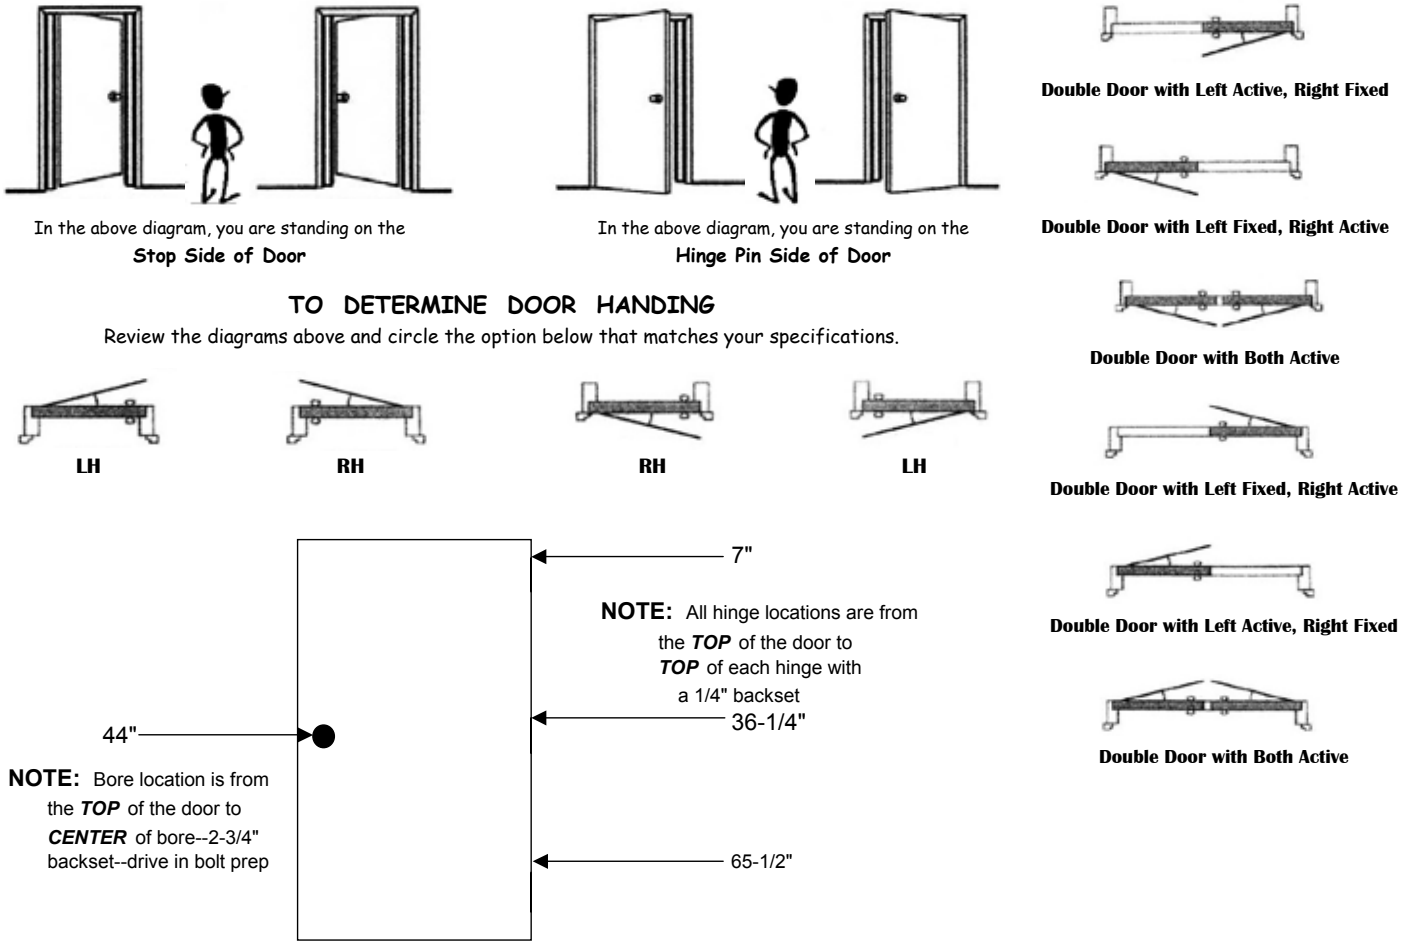 In the above diagram, you are standing on the
Stop Side of Door
In the above diagram, you are standing on the
Hinge Pin Side of Door
TO DETERMINE DOOR HANDING
Review the diagrams above and circle the option below that matches your specifications.
LH
RH
RH
LH
Double Door with Left Active, Right Fixed
Double Door with Left Fixed, Right Active
Double Door with Both Active
Double Door with Left Fixed, Right Active
Double Door with Left Active, Right Fixed
Double Door with Both Active
7"
NOTE: All hinge locations are from
the TOP of the door to
TOP of each hinge with
a 1/4" backset
36-1/4"
44"
NOTE: Bore location is from
the TOP of the door to
CENTER of bore--2-3/4"
backset--drive in bolt prep
65-1/2"